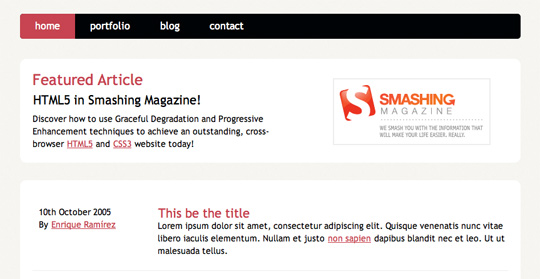 home portfolio blog contact
Featured Article
HTML5 in Smashing Magazine!
Discover how to use Graceful Degradation and Progressive
Enhancement techniques to achieve an outstanding, cross-
browser HTML5 and CSS3 website today!
SMASHING
MAGAZINE
WE SMASH YOU WITH THE INFORMATION THAT
WILL MAKE YOUR LIFE EASIER. REALLY.
10th October 2005
By Enrique Ramírez
This be the title
Lorem ipsum dolor sit amet, consectetur adipiscing elit. Quisque venenatis nunc vitae
libero iaculis elementum. Nullam et justo non sapien dapibus blandit nec et leo. Ut ut
malesuada tellus.